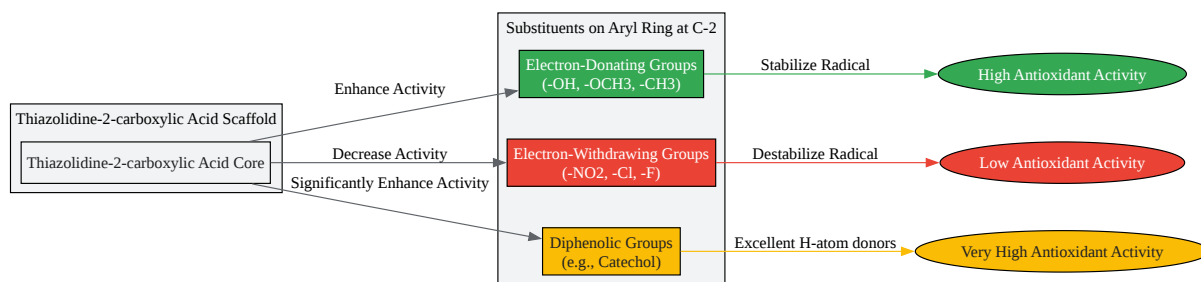 Substituents on Aryl Ring at C-2
Electron-Donating Groups
(-OH, -OCH3, -CH3)
Stabilize Radical
High Antioxidant Activity
Enhance Activity
Thiazolidine-2-carboxylic Acid Scaffold
Thiazolidine-2-carboxylic Acid Core
Decrease Activity
Electron-Withdrawing Groups
(-NO2, -Cl, -F)
Destabilize Radical
Low Antioxidant Activity
Significantly Enhance Activity
Diphenolic Groups
(e.g., Catechol)
Excellent H-atom donors
Very High Antioxidant Activity